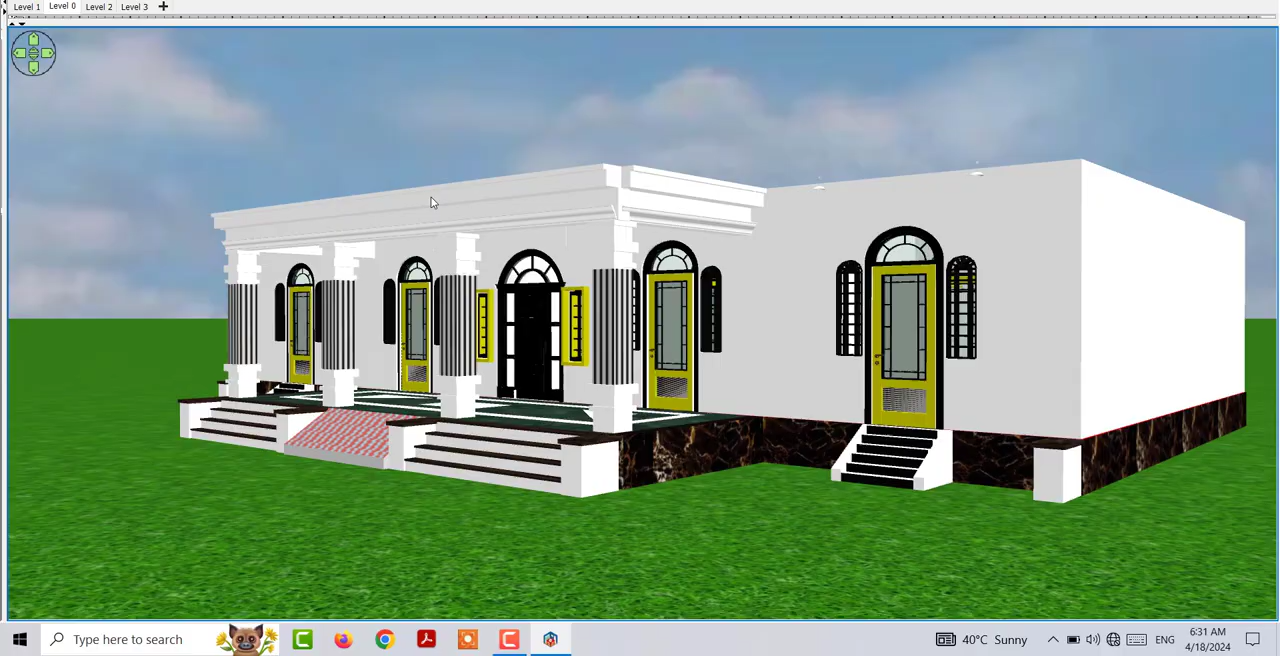 Level 1 Level 0 Level 2 Level 3
Type here to search
40°C Sunny
ENG
6:31 AM
4/18/2024